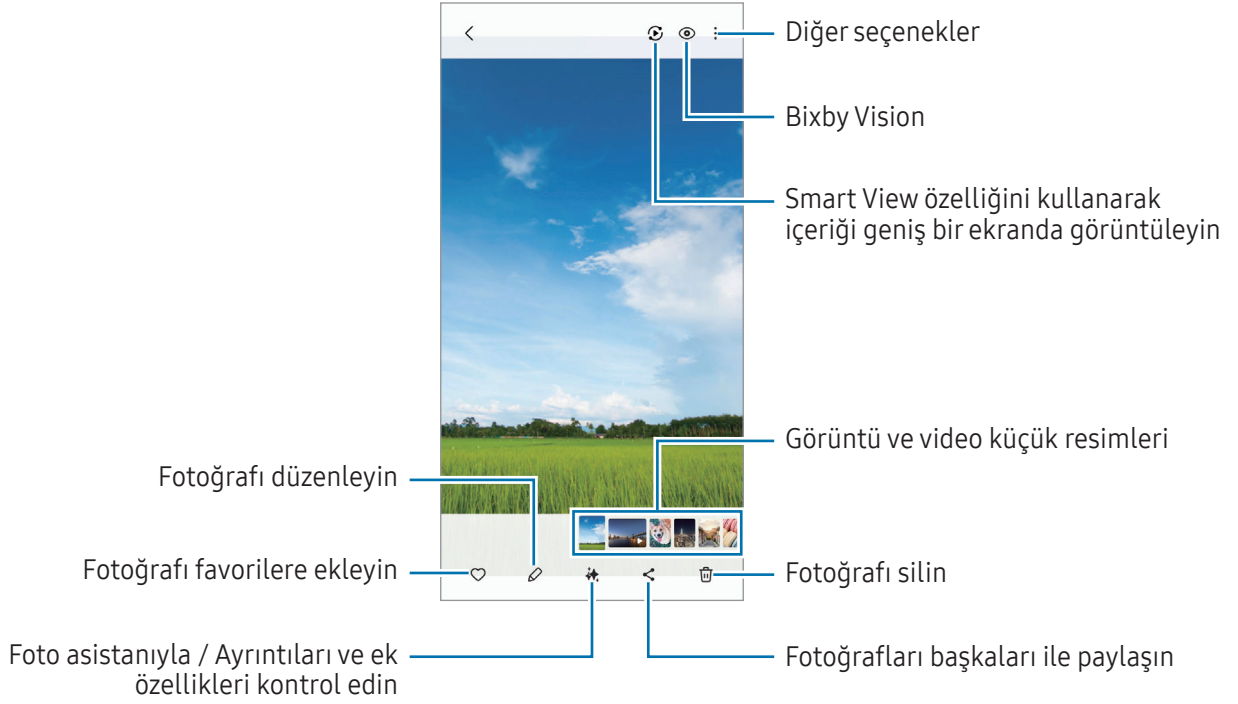 Diğer seçenekler
Bixby Vision
Smart View özelliğini kullanarak
içeriği geniş bir ekranda görüntüleyin
Görüntü ve video küçük resimleri
Fotoğrafı düzenleyin
Fotoğrafı favorilere ekleyin
Fotoğrafı silin
Foto asistanıyla / Ayrıntıları ve ek
özellikleri kontrol edin
Fotoğrafları başkaları ile paylaşın